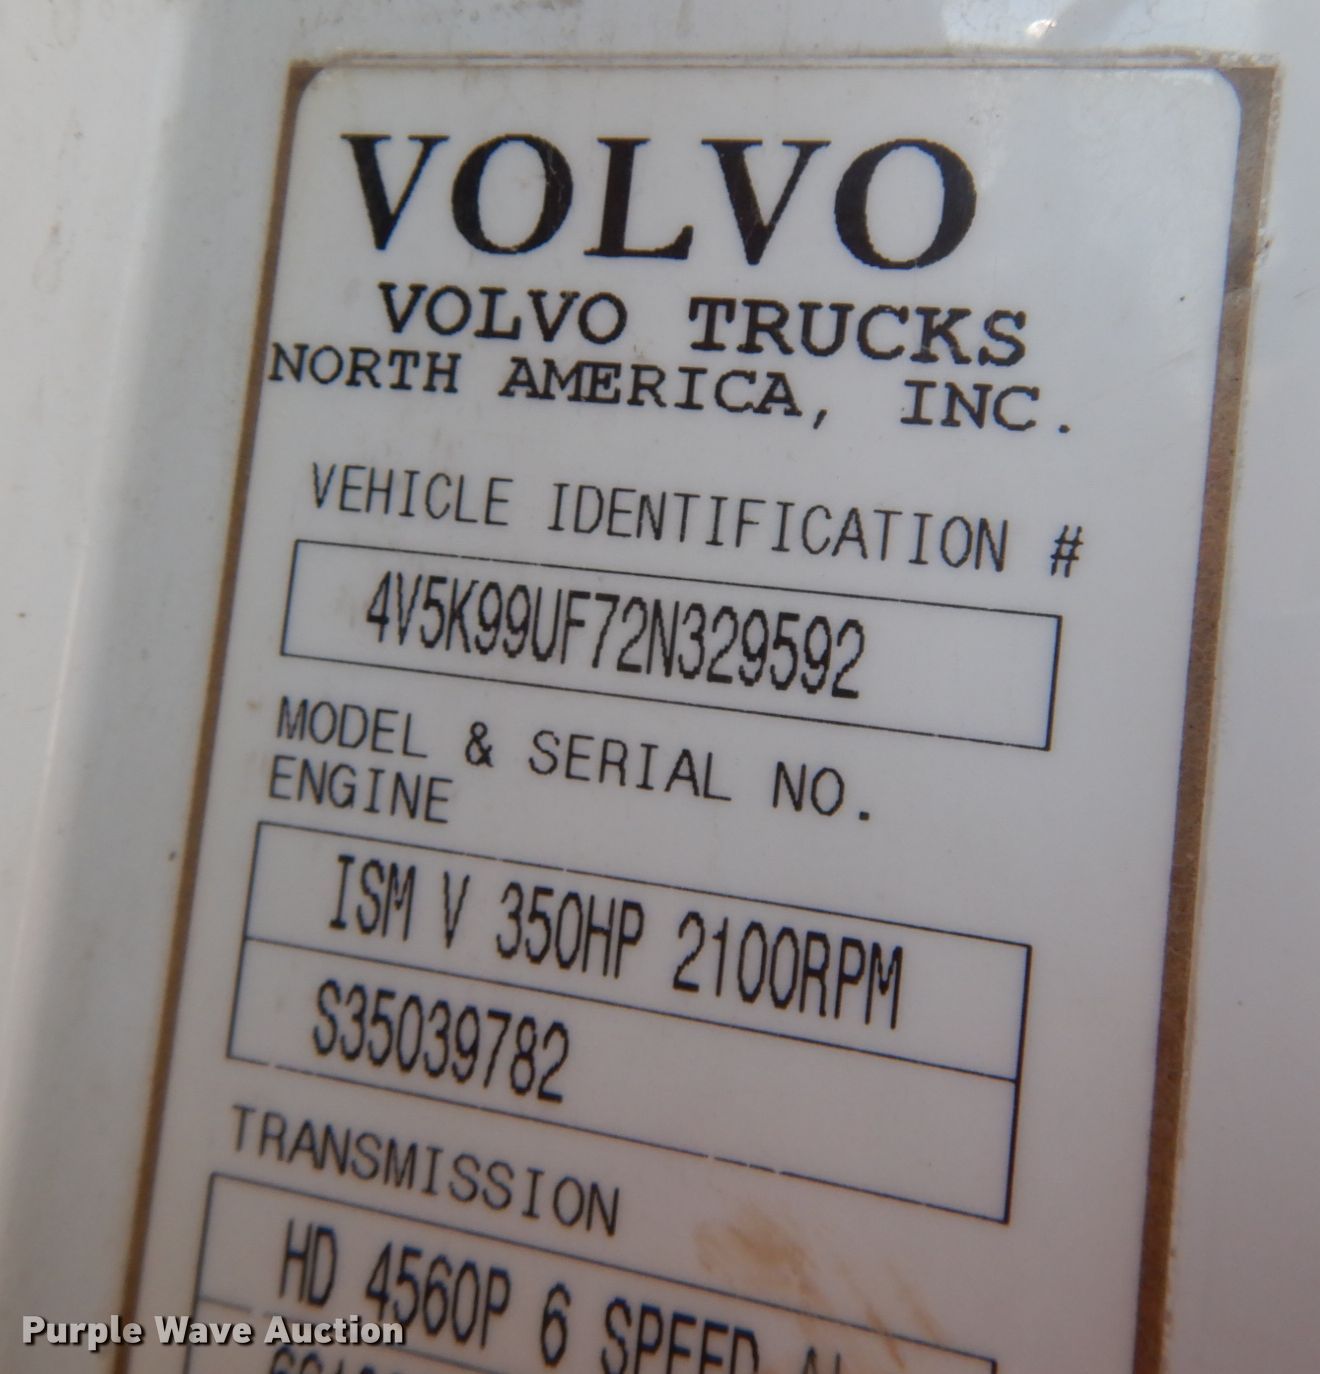 VOLVO
VOLVO TRUCKS
NORTH AMERICA, INC.
VEHICLE IDENTIFICATION #
4V5K99UF72N329592
MODEL & SERIAL NO.
ENGINE
ISM V 350HP 2100RPM
S35039782
TRANSMISSION
HD 4560P 6 SPEED
Purple Wave Auction